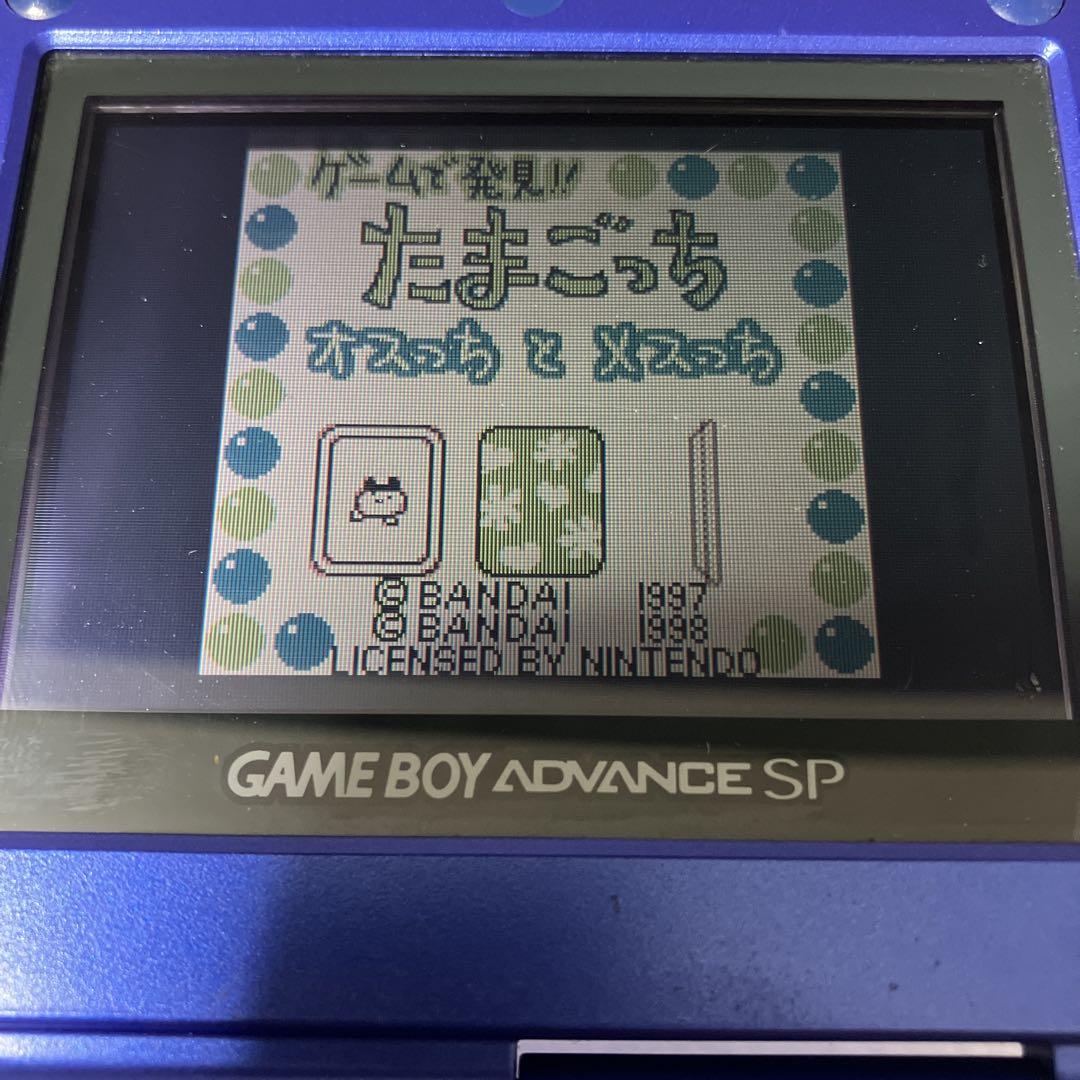 ゲームで発見!!
たまごっち
オスっちとメスっち
© BANDAI 1997
© BANDAI 1998
LICENSED BY NINTENDO
GAME BOY ADVANCE SP